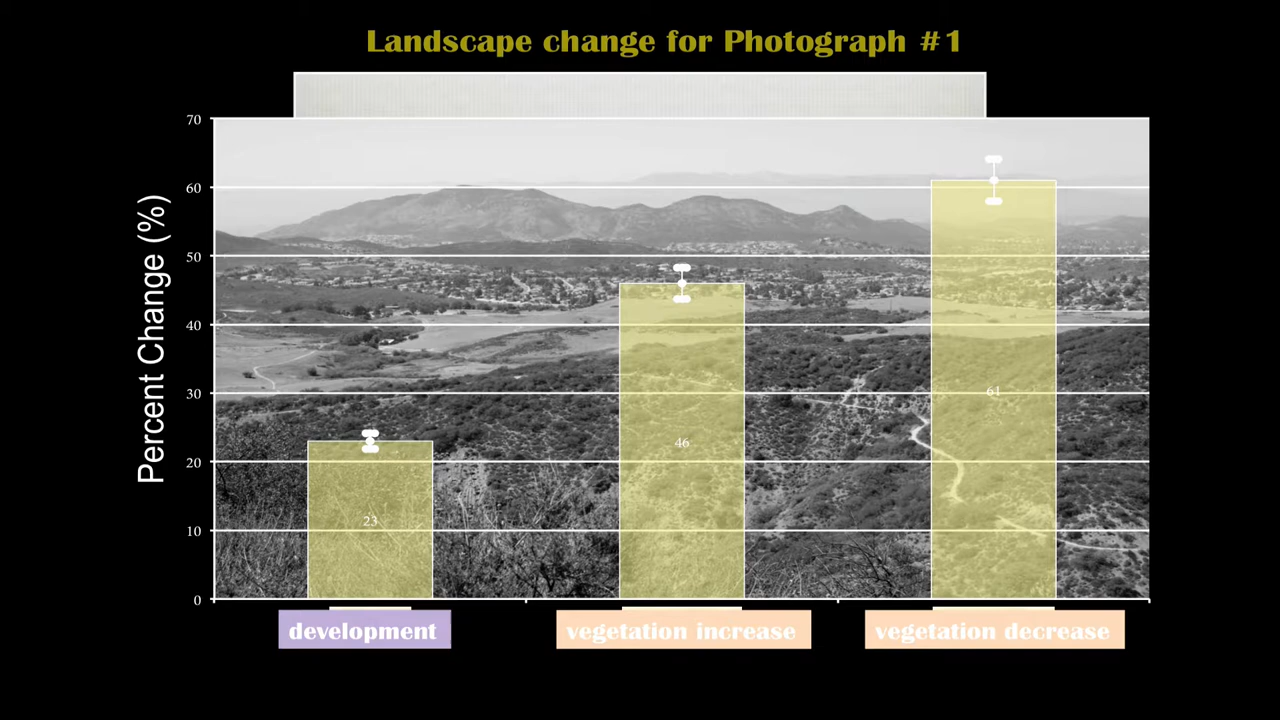 Landscape change for Photograph #1
Percent Change (%)
70
60
50
40
30
20
10
0
23
46
61
development
vegetation increase
vegetation decrease